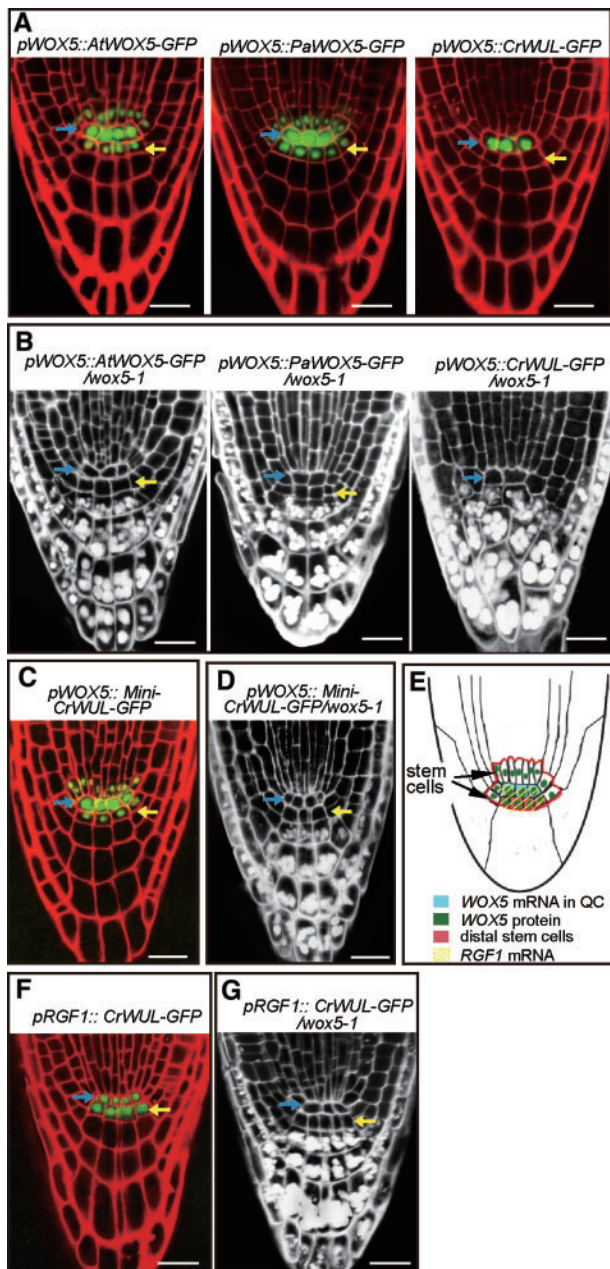 A
pWOX5::AtWOX5-GFP
pWOX5::PaWOX5-GFP
pWOX5::CrWUL-GFP
B
pWOX5::AtWOX5-GFP
/wox5-1
pWOX5::PaWOX5-GFP
/wox5-1
pWOX5::CrWUL-GFP
/wox5-1
C
pWOX5:: Mini-
CrWUL-GFP
D
pWOX5:: Mini-
CrWUL-GFP/wox5-1
E
stem
cells
WOX5 mRNA in QC
WOX5 protein
distal stem cells
RGF1 mRNA
F
pRGF1:: CrWUL-GFP
G
pRGF1:: CrWUL-GFP
/wox5-1